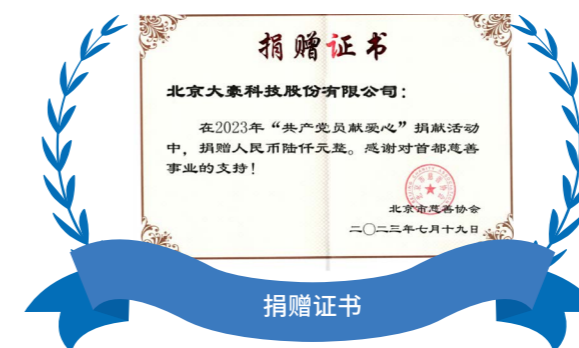 捐赠证书
北京大豪科技股份有限公司：
在2023年“共产党员献爱心”捐献活动
中，捐赠人民币陆仟元整。感谢对首都慈善
事业的支持！
北京市慈善协会
二〇二三年七月十九日
捐赠证书